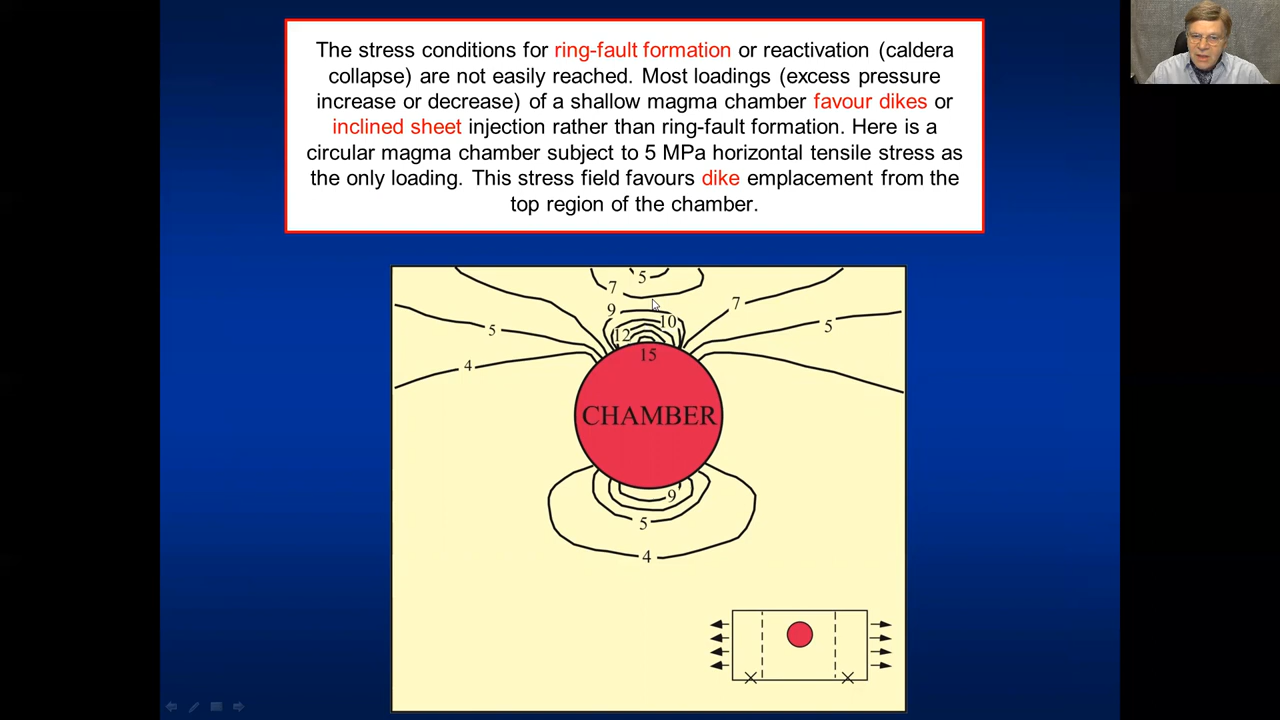 The stress conditions for ring-fault formation or reactivation (caldera
collapse) are not easily reached. Most loadings (excess pressure
increase or decrease) of a shallow magma chamber favour dikes or
inclined sheet injection rather than ring-fault formation. Here is a
circular magma chamber subject to 5 MPa horizontal tensile stress as
the only loading. This stress field favours dike emplacement from the
top region of the chamber.
5
7
9
7
10
5
5
12
15
4
CHAMBER
9
5
4